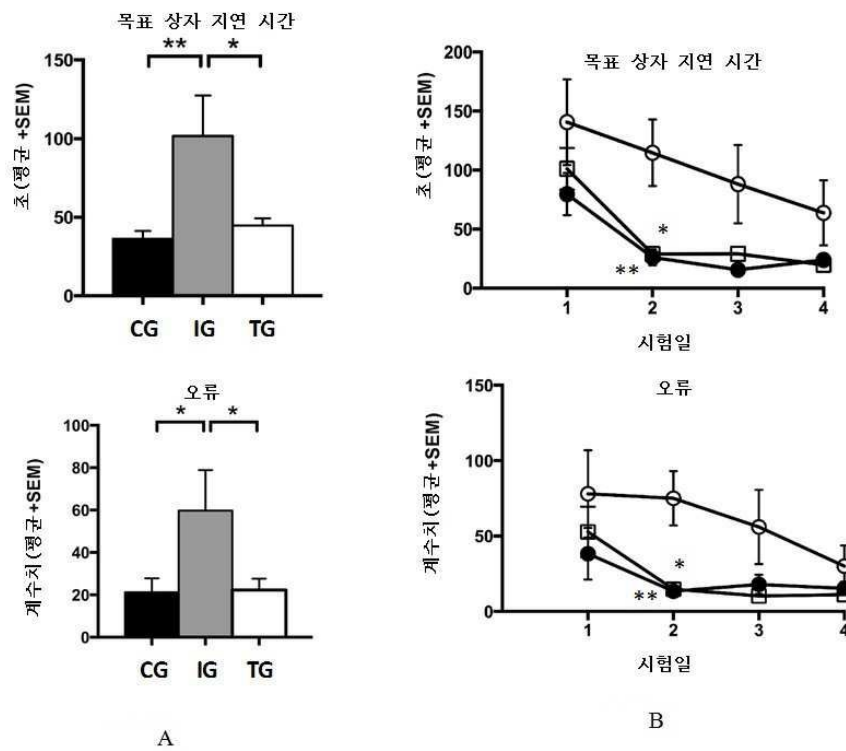 목표 상자 지연 시간
** *
150
100
50
0
초(평균 +SEM)
CG IG TG
목표 상자 지연 시간
200
150
100
50
0
초(평균 +SEM)
*
**
1 2 3 4
시험일
오류
* *
100
80
60
40
20
0
계수치(평균+SEM)
CG IG TG
오류
150
100
50
0
계수치(평균+SEM)
*
**
1 2 3 4
시험일
A
B